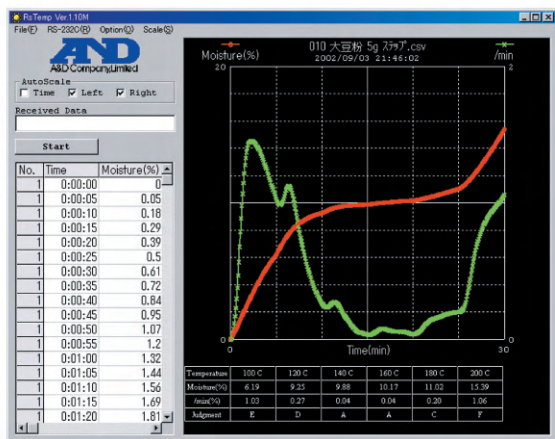 RsTemp Ver.1.10M
File(F) RS-232C(R) Option(O) Scale(S)
AND
A&D Company,Limited
AutoScale
Time Left Right
Received Data
Start
No. Time Moisture(%)
1 0:00:00 0
1 0:00:05 0.05
1 0:00:10 0.18
1 0:00:15 0.29
1 0:00:20 0.39
1 0:00:25 0.5
1 0:00:30 0.61
1 0:00:35 0.72
1 0:00:40 0.84
1 0:00:45 0.95
1 0:00:50 1.07
1 0:00:55 1.2
1 0:01:00 1.32
1 0:01:05 1.44
1 0:01:10 1.56
1 0:01:15 1.69
1 0:01:20 1.81
Moisture(%) 010 大豆粉 5g ステップ.csv /min
2002/09/03 21:46:02
20 2
0 Time(min) 30
Temperature 100 C 120 C 140 C 160 C 180 C 200 C
Moisture(%) 6.19 9.25 9.88 10.17 11.02 15.39
/min(%) 1.03 0.27 0.04 0.04 0.20 1.06
Judgment E D A A C F